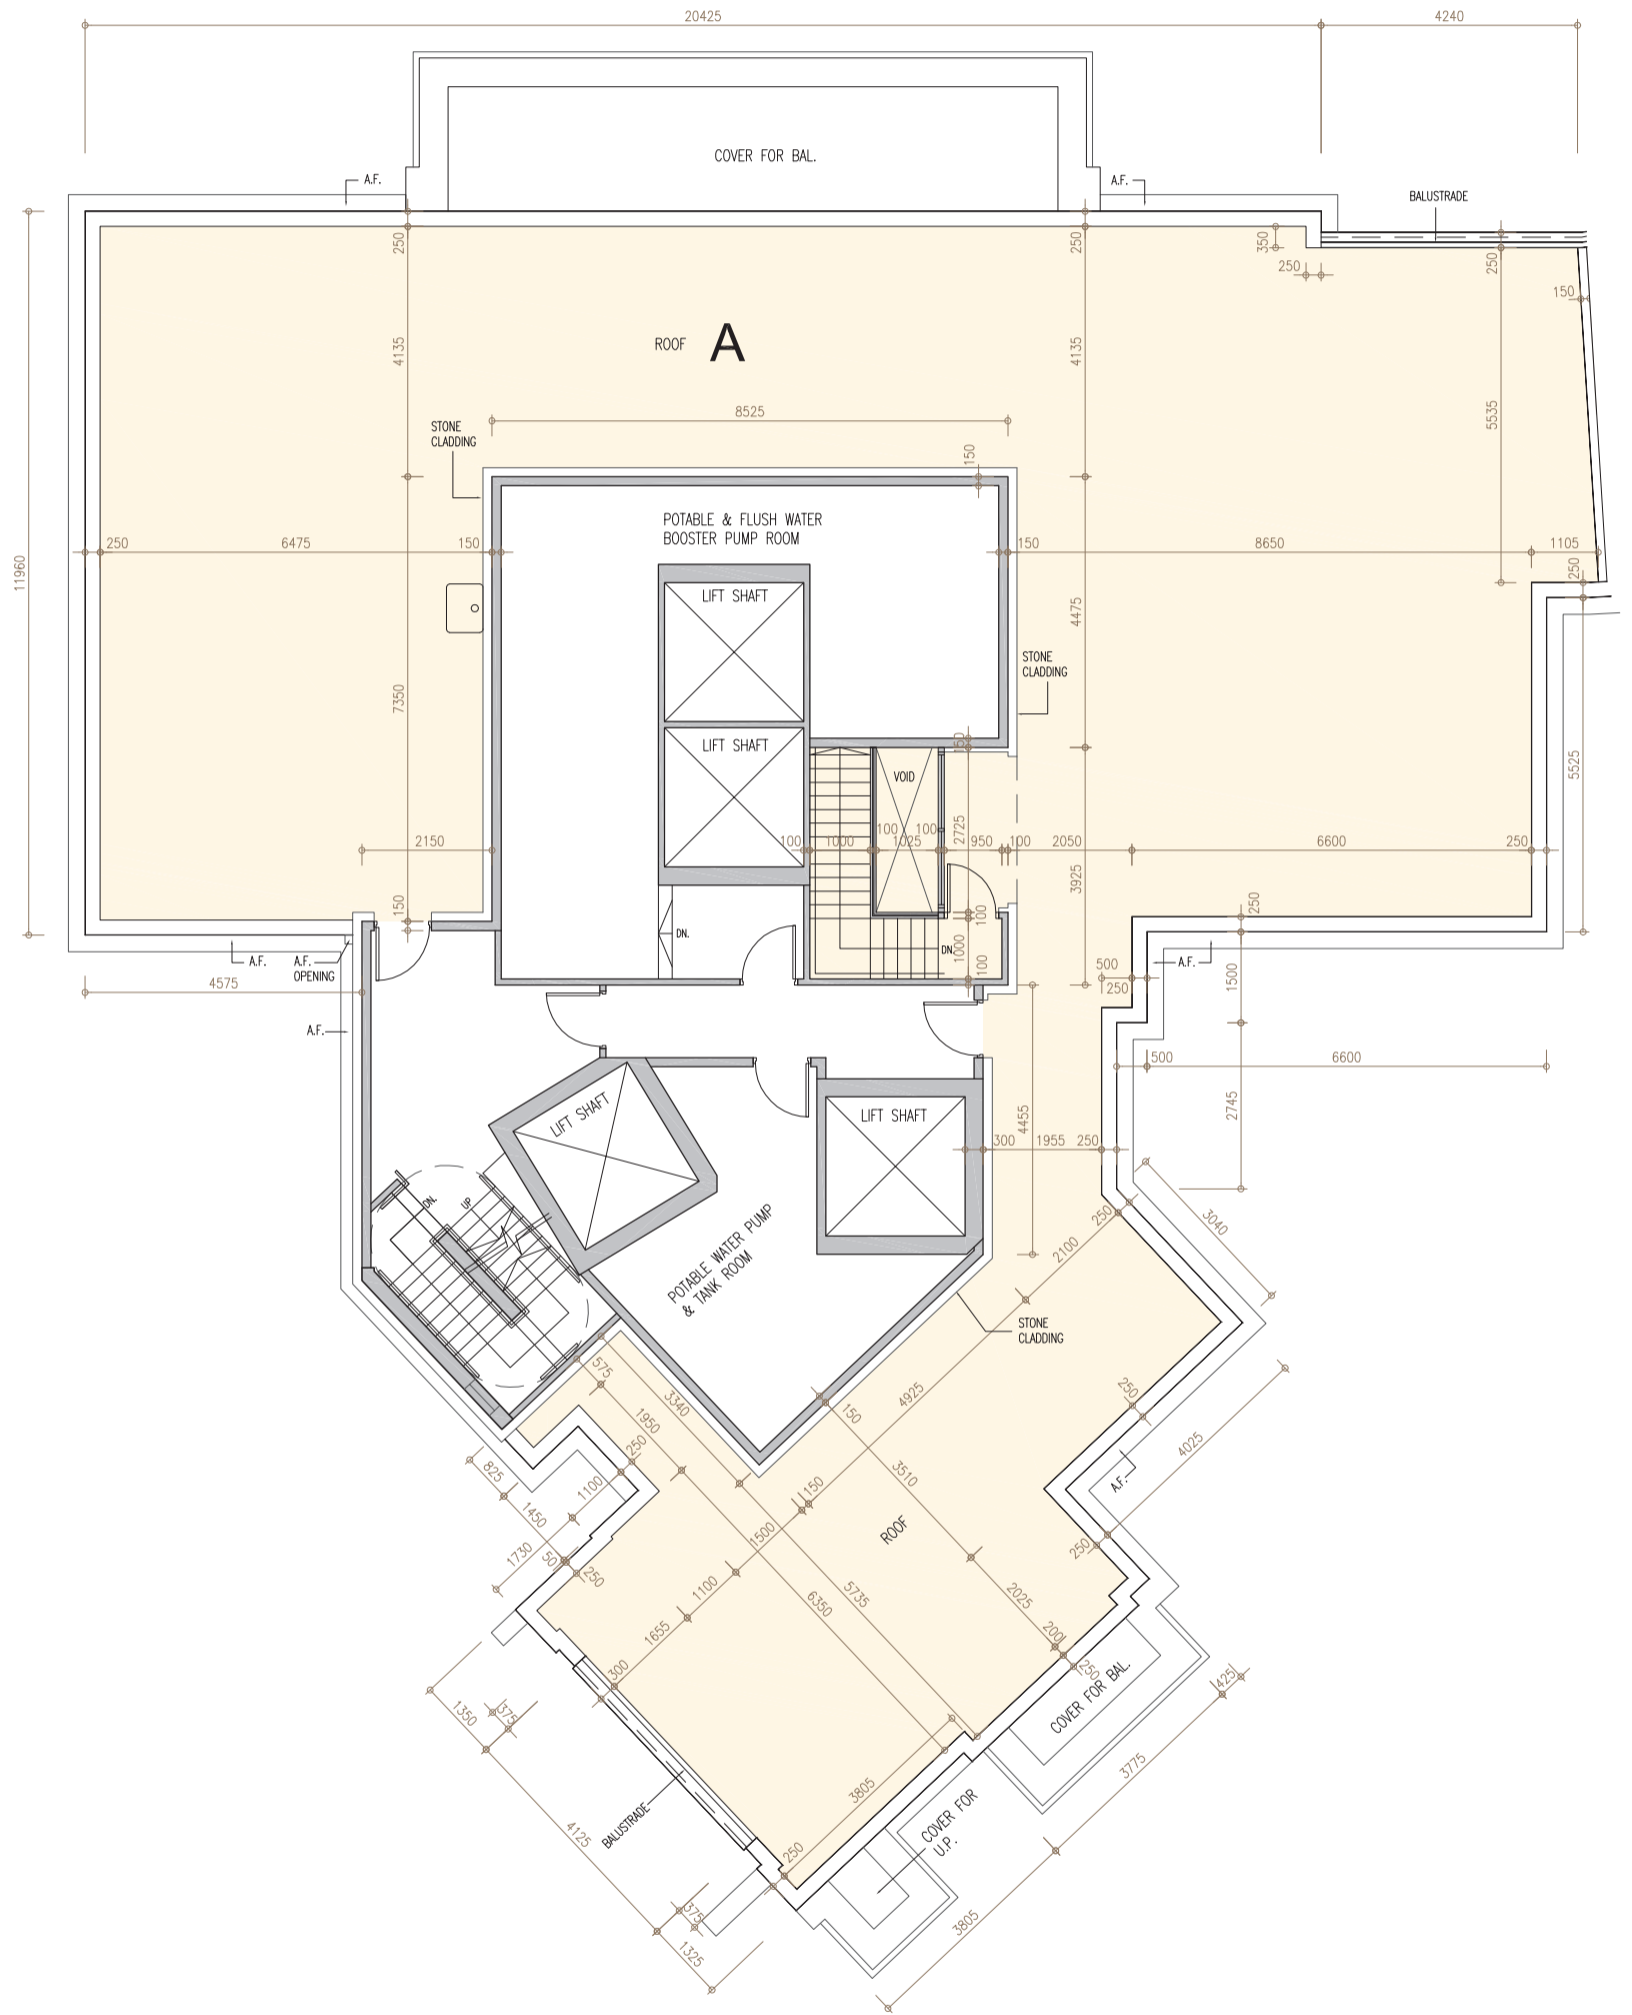 20425
4240
COVER FOR BAL.
A.F.
A.F.
BALUSTRADE
250
250
350
250
250
150
ROOF
A
4135
4135
5535
8525
STONE
CLADDING
150
POTABLE & FLUSH WATER
BOOSTER PUMP ROOM
11960
250
6475
150
150
8650
1105
250
LIFT SHAFT
4475
STONE
CLADDING
7350
LIFT SHAFT
150
VOID
5525
2150
100
1000
100
1025
100
2725
950
100
2050
6600
250
3925
150
100
250
DN.
DN.
1000
100
A.F.
A.F.
OPENING
A.F.
500
250
1500
4575
A.F.
500
6600
2745
LIFT SHAFT
LIFT SHAFT
4455
300
1955
250
DN.
UP
POTABLE WATER PUMP
& TANK ROOM
250
2100
3040
STONE
CLADDING
575
3340
1950
250
4925
150
250
4025
825
1450
1100
1730
50
250
150
1500
3510
ROOF
A.F.
250
1100
1655
300
6350
5735
2025
200
250
COVER FOR BAL.
425
1350
375
BALUSTRADE
3805
3775
4125
250
COVER FOR
U.P.
375
1325
3805